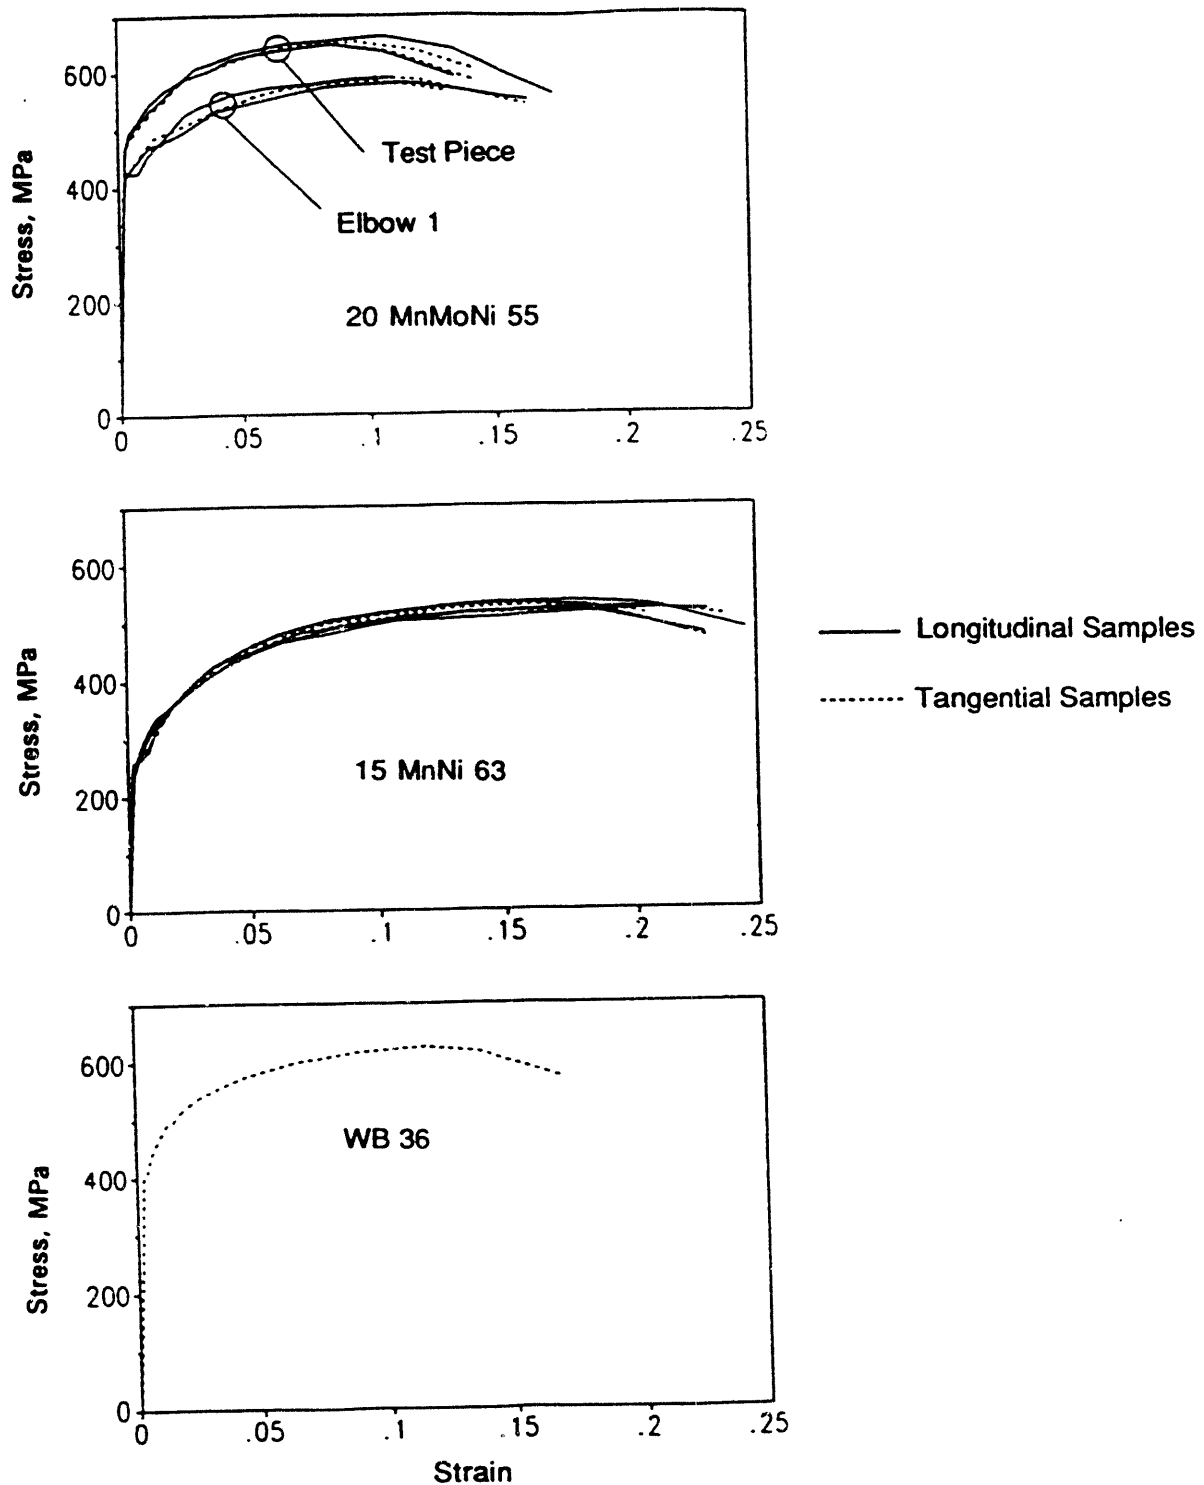 600
400
200
0
Stress, MPa
Test Piece
Elbow 1
20 MnMoNi 55
0 .05 .1 .15 .2 .25
600
400
200
0
Stress, MPa
15 MnNi 63
0 .05 .1 .15 .2 .25
Longitudinal Samples
Tangential Samples
600
400
200
0
Stress, MPa
WB 36
0 .05 .1 .15 .2 .25
Strain